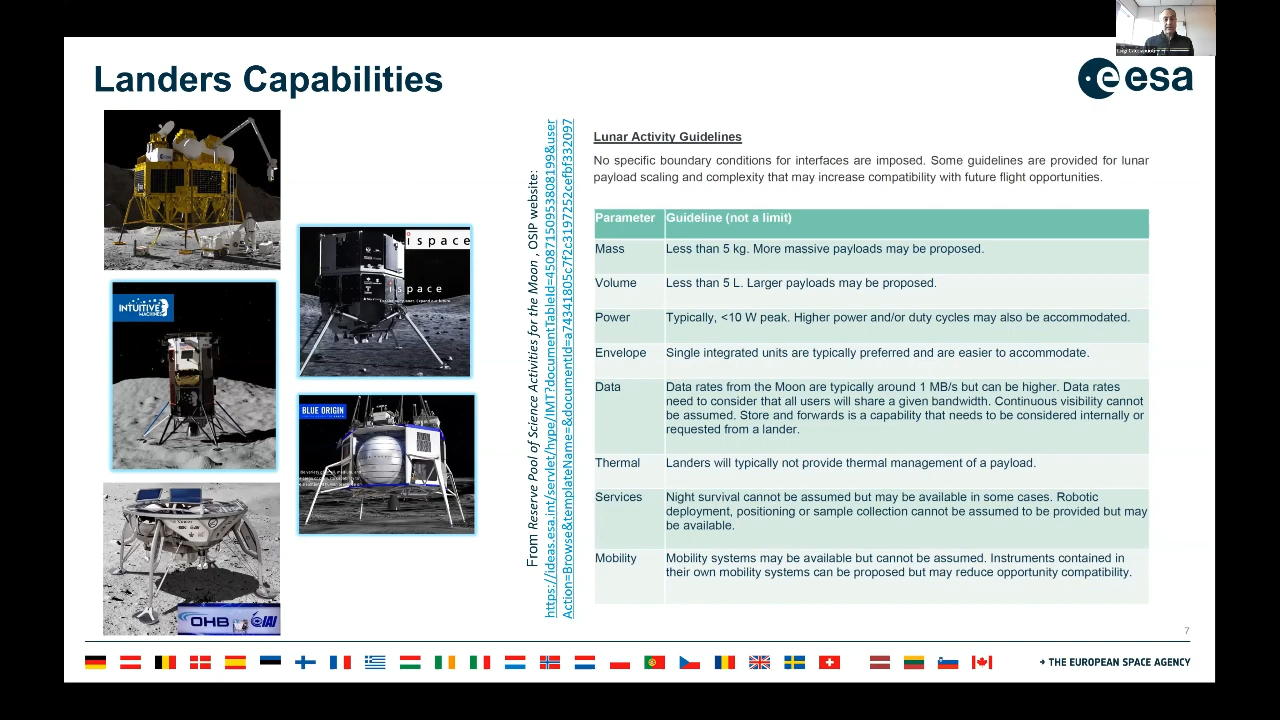 Landers Capabilities
esa
INTUITIVE
MACHINES
ispace
ispace
BLUE ORIGIN
OHB IAI
From Reserve Pool of Science Activities for the Moon , OSIP website:
https://ideas.esa.int/servlet/hype/IMT?documentTableId=45087150953808199&user
Action=Browse&templateName=&documentId=a74341805c7f2c3197252cefbf332097
Lunar Activity Guidelines
No specific boundary conditions for interfaces are imposed. Some guidelines are provided for lunar
payload scaling and complexity that may increase compatibility with future flight opportunities.
Parameter Guideline (not a limit)
Mass Less than 5 kg. More massive payloads may be proposed.
Volume Less than 5 L. Larger payloads may be proposed.
Power Typically, <10 W peak. Higher power and/or duty cycles may also be accommodated.
Envelope Single integrated units are typically preferred and are easier to accommodate.
Data Data rates from the Moon are typically around 1 MB/s but can be higher. Data rates
need to consider that all users will share a given bandwidth. Continuous visibility cannot
be assumed. Store and forwards is a capability that needs to be considered internally or
requested from a lander.
Thermal Landers will typically not provide thermal management of a payload.
Services Night survival cannot be assumed but may be available in some cases. Robotic
deployment, positioning or sample collection cannot be assumed to be provided but may
be available.
Mobility Mobility systems may be available but cannot be assumed. Instruments contained in
their own mobility systems can be proposed but may reduce opportunity compatibility.
7
→ THE EUROPEAN SPACE AGENCY